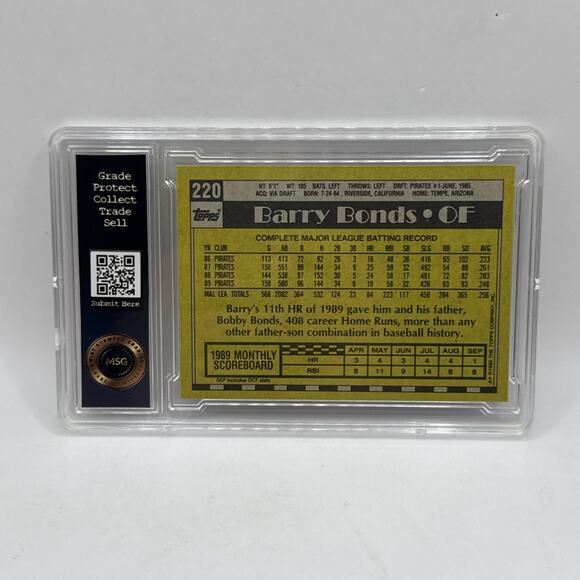 Grade
Protect
Collect
Trade
Sell
Submit Here
MINT STAMPED
MSG
220
Topps
HT: 6'1" WT: 185 BATS: LEFT THROWS: LEFT DRFT: PIRATES #1-JUNE, 1985
ACQ: VIA DRAFT BORN: 7-24-64, RIVERSIDE, CALIFORNIA HOME: TEMPE, ARIZONA
Barry Bonds • OF
COMPLETE MAJOR LEAGUE BATTING RECORD
YR CLUB G AB R H 2B 3B HR RBI SB SLG BB SO AVG
86 PIRATES 113 413 72 92 26 3 16 48 36 416 65 102 223
87 PIRATES 150 551 99 144 34 9 25 59 32 492 54 88 261
88 PIRATES 144 538 97 152 30 5 24 58 17 491 72 82 283
89 PIRATES 159 580 96 144 34 6 19 58 32 426 93 93 248
MAJ LEA TOTALS 566 2082 364 532 124 23 84 223 117 458 284 365 256
Barry's 11th HR of 1989 gave him and his father,
Bobby Bonds, 408 career Home Runs, more than any
other father-son combination in baseball history.
1989 MONTHLY
SCOREBOARD
APR MAY JUN JUL AUG SEP
HR 3 4 3 4 4 1
RBI 8 11 9 14 8 8
SEP includes OCT stats
© 1990 THE TOPPS COMPANY, INC.